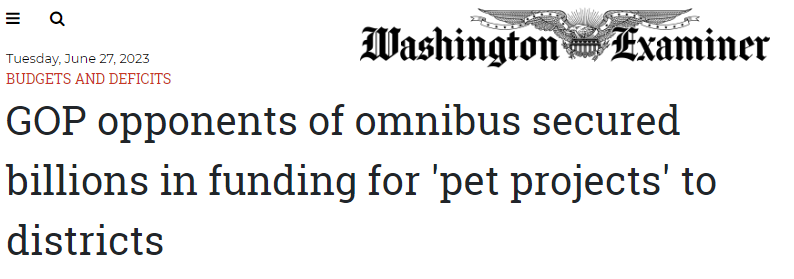 Washington Examiner
Tuesday, June 27, 2023
BUDGETS AND DEFICITS
GOP opponents of omnibus secured
billions in funding for 'pet projects' to
districts